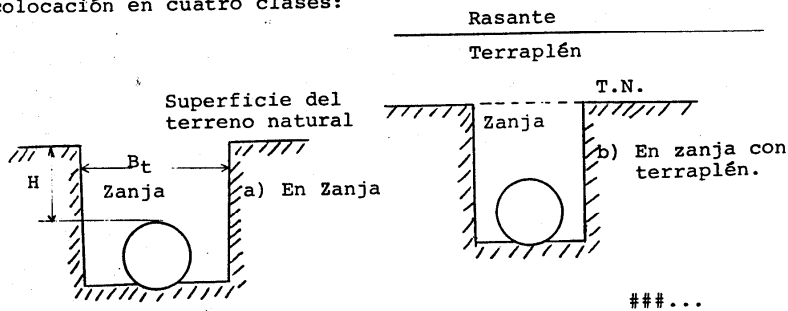 colocación en cuatro clases:
Rasante
Terraplén
T.N.
Superficie del
terreno natural
Zanja
b) En zanja con
terraplén.
Bt
H
Zanja
a) En Zanja
###...